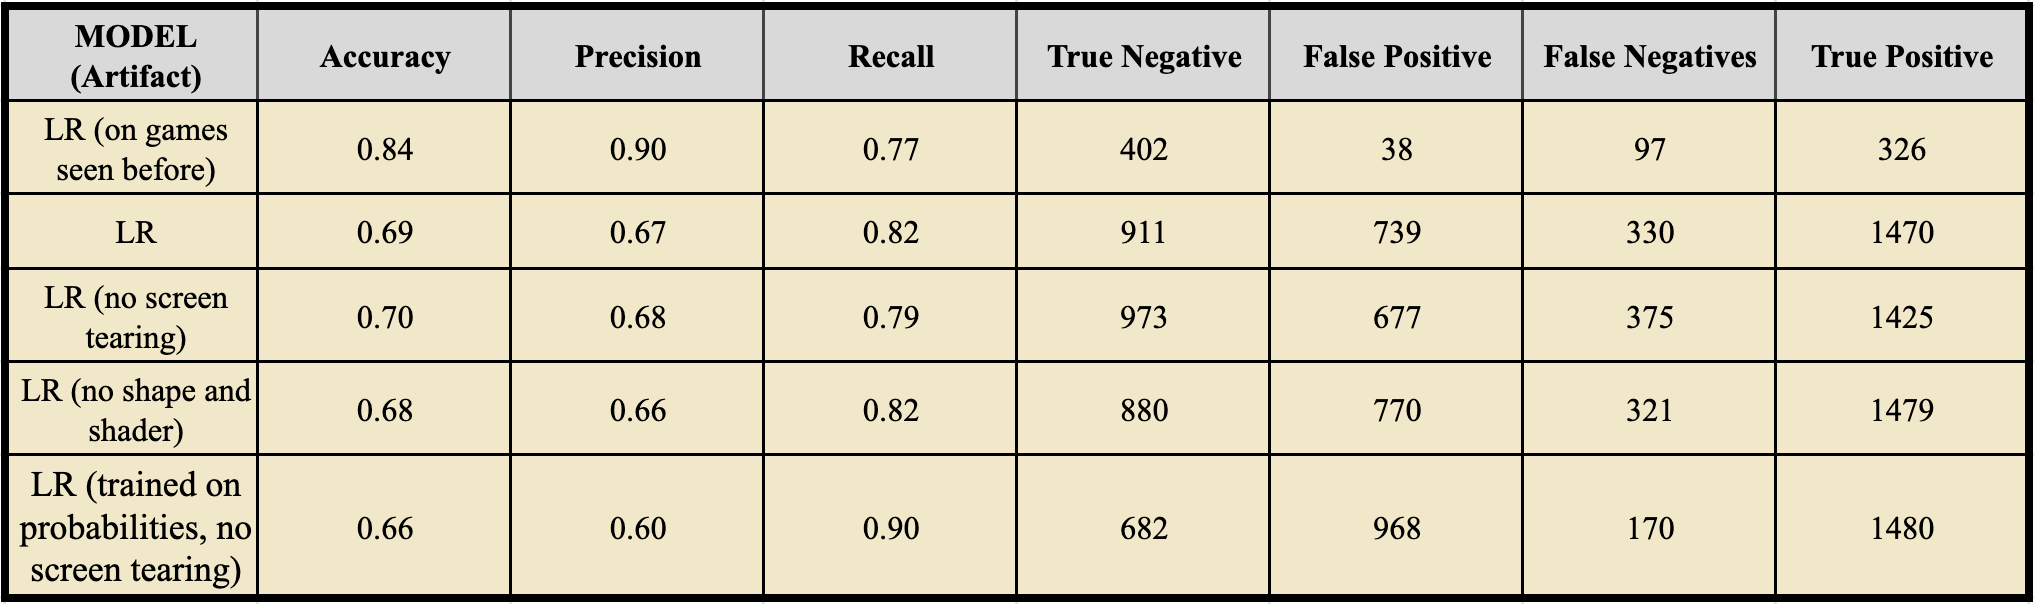 MODEL
(Artifact)
Accuracy
Precision
Recall
True Negative
False Positive
False Negatives
True Positive
LR (on games
seen before)
0.84
0.90
0.77
402
38
97
326
LR
0.69
0.67
0.82
911
739
330
1470
LR (no screen
tearing)
0.70
0.68
0.79
973
677
375
1425
LR (no shape and
shader)
0.68
0.66
0.82
880
770
321
1479
LR (trained on
probabilities, no
screen tearing)
0.66
0.60
0.90
682
968
170
1480